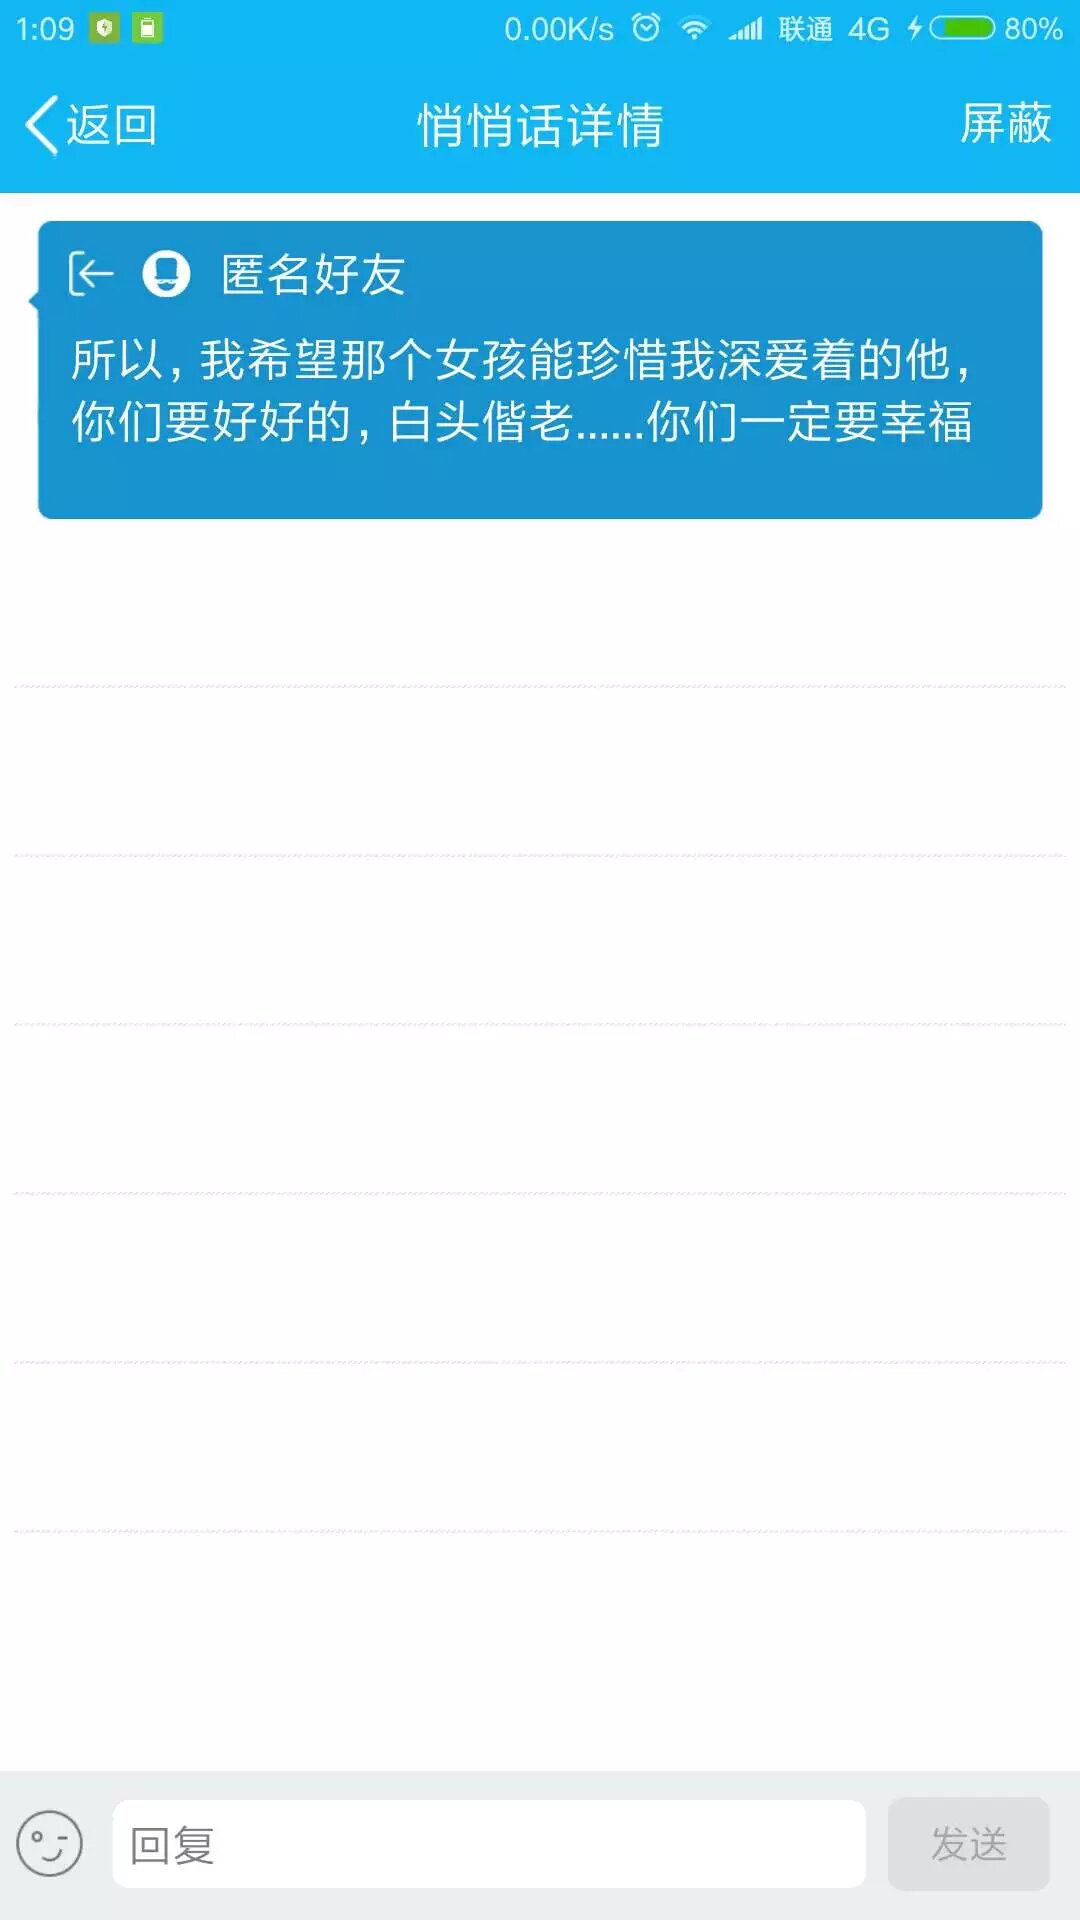 1:09 0.00K/s 联通 4G 80%
返回 悄悄话详情 屏蔽
匿名好友
所以，我希望那个女孩能珍惜我深爱着的他，
你们要好好的，白头偕老......你们一定要幸福
回复 发送